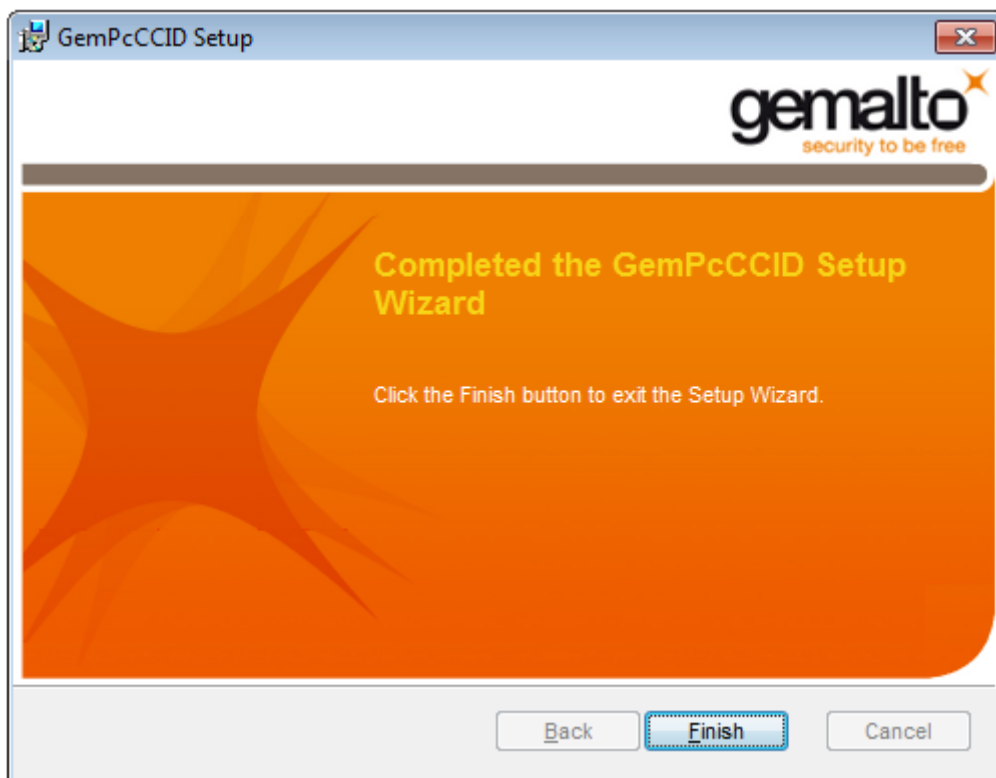 GemPcCCID Setup
gemalto
security to be free
Completed the GemPcCCID Setup
Wizard
Click the Finish button to exit the Setup Wizard.
Back Finish Cancel